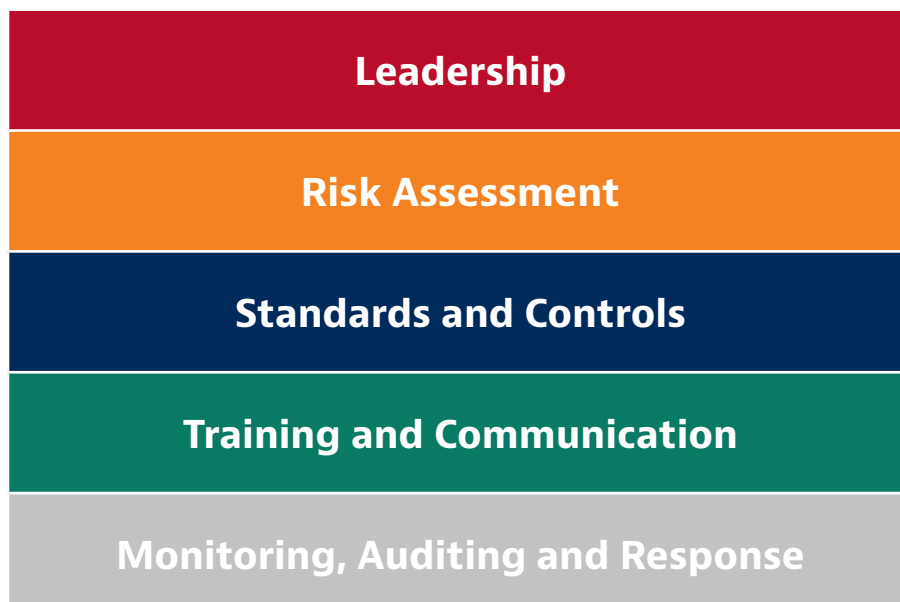 Leadership
Risk Assessment
Standards and Controls
Training and Communication
Monitoring, Auditing and Response